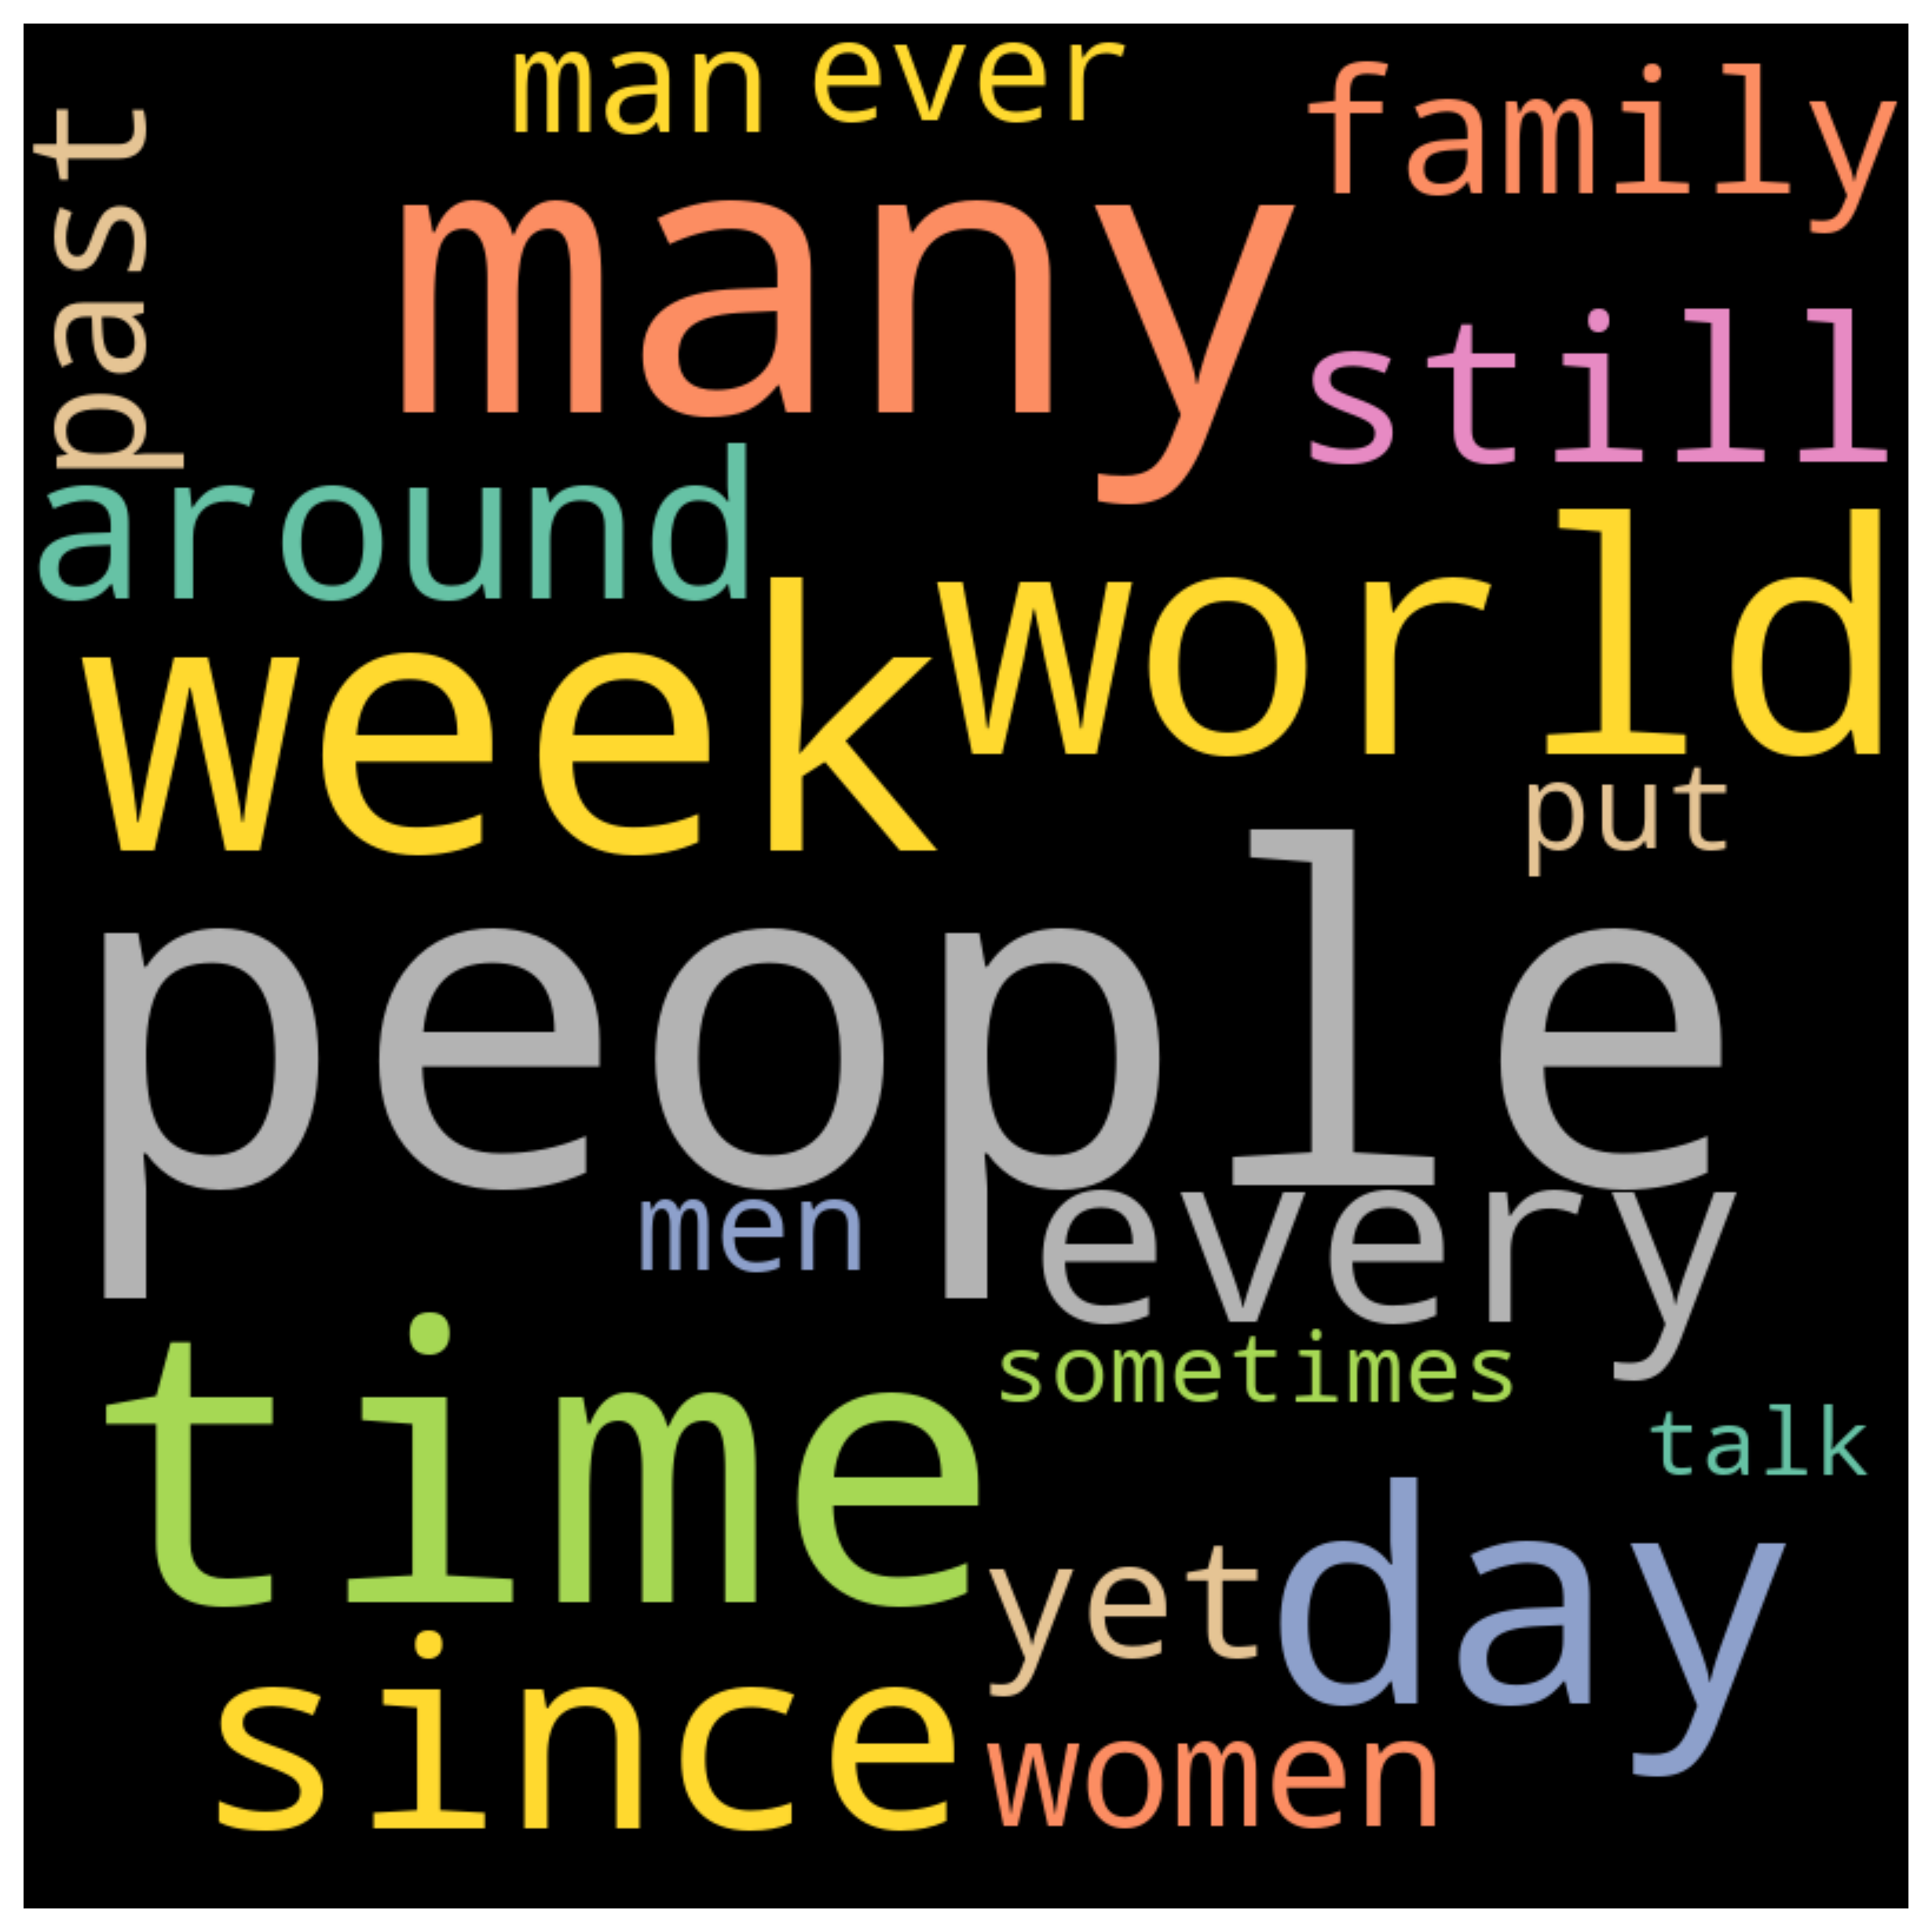 man ever
family
past
many
still
around
world
week
put
people
men
every
sometimes
time
talk
yet
day
since
women